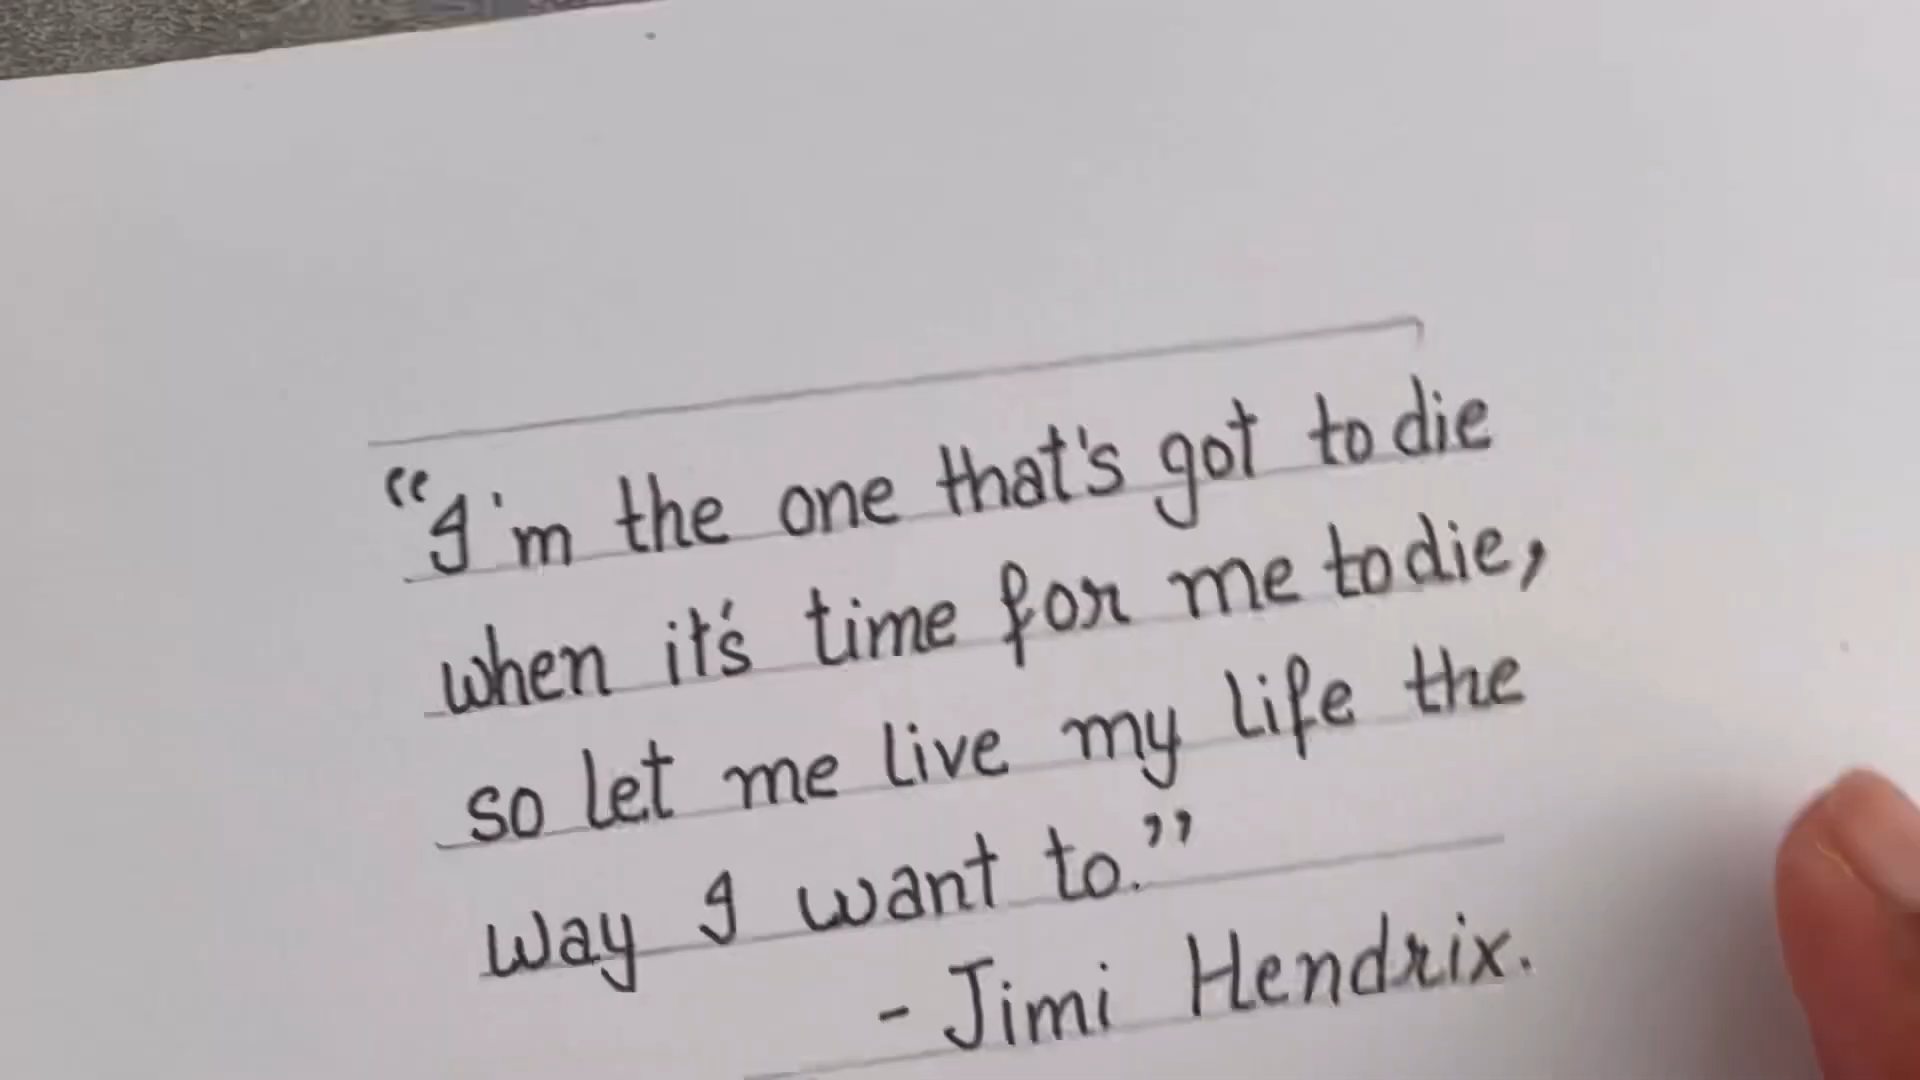 “I'm the one that's got to die
when it's time for me to die,
so let me live my life the
way I want to.”
- Jimi Hendrix.